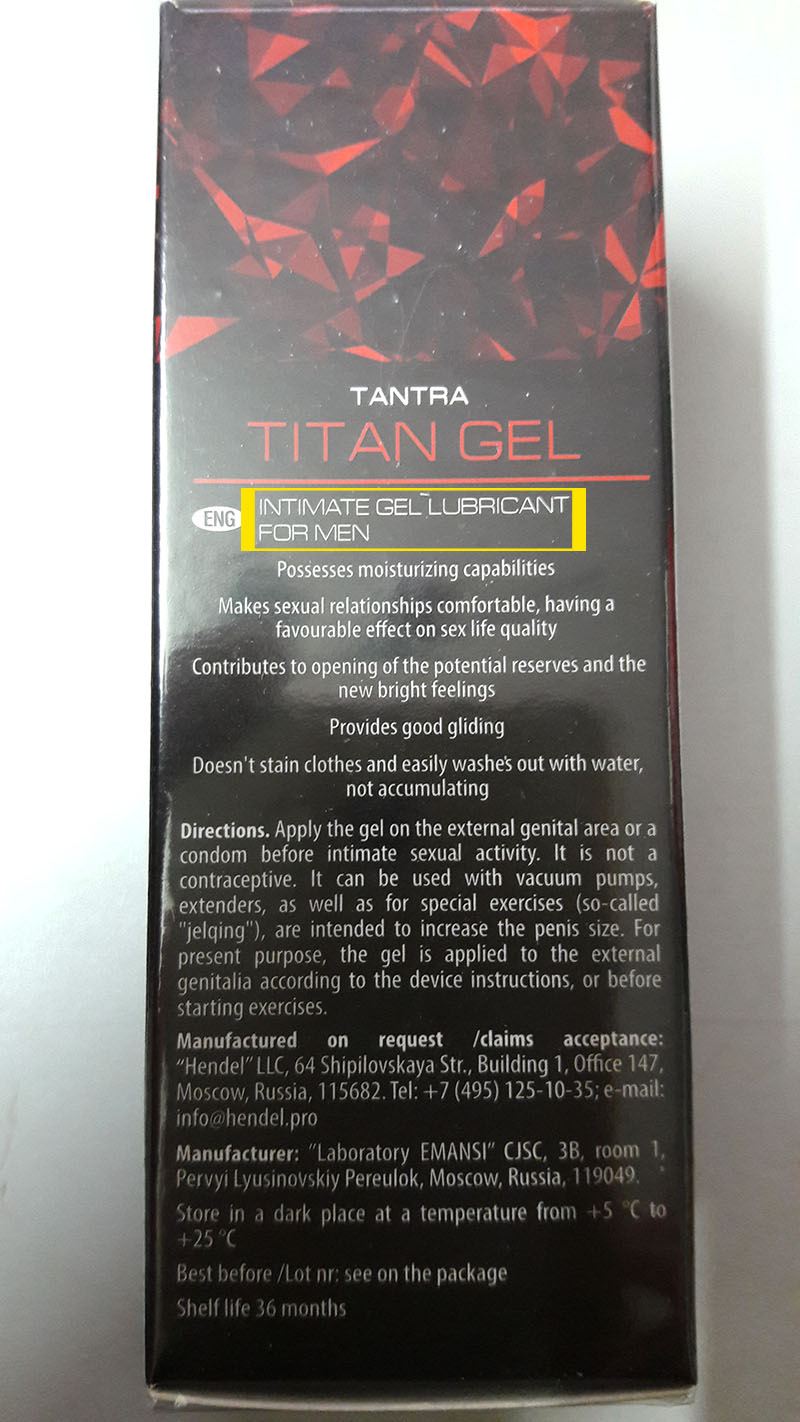 TANTRA
TITAN GEL
ENG
INTIMATE GEL LUBRICANT
FOR MEN
Possesses moisturizing capabilities
Makes sexual relationships comfortable, having a
favourable effect on sex life quality
Contributes to opening of the potential reserves and the
new bright feelings
Provides good gliding
Doesn't stain clothes and easily washe's out with water,
not accumulating
Directions. Apply the gel on the external genital area or a
condom before intimate sexual activity. It is not a
contraceptive. It can be used with vacuum pumps,
extenders, as well as for special exercises (so-called
"jelqing"), are intended to increase the penis size. For
present purpose, the gel is applied to the external
genitalia according to the device instructions, or before
starting exercises.
Manufactured on request /claims acceptance:
"Hendel" LLC, 64 Shipilovskaya Str., Building 1, Office 147,
Moscow, Russia, 115682. Tel: +7 (495) 125-10-35; e-mail:
info@hendel.pro
Manufacturer: "Laboratory EMANSI" CJSC, 3B, room 1,
Pervyi Lyusinovskiy Pereulok, Moscow, Russia, 119049.
Store in a dark place at a temperature from +5 °C to
+25 °C
Best before /Lot nr: see on the package
Shelf life 36 months